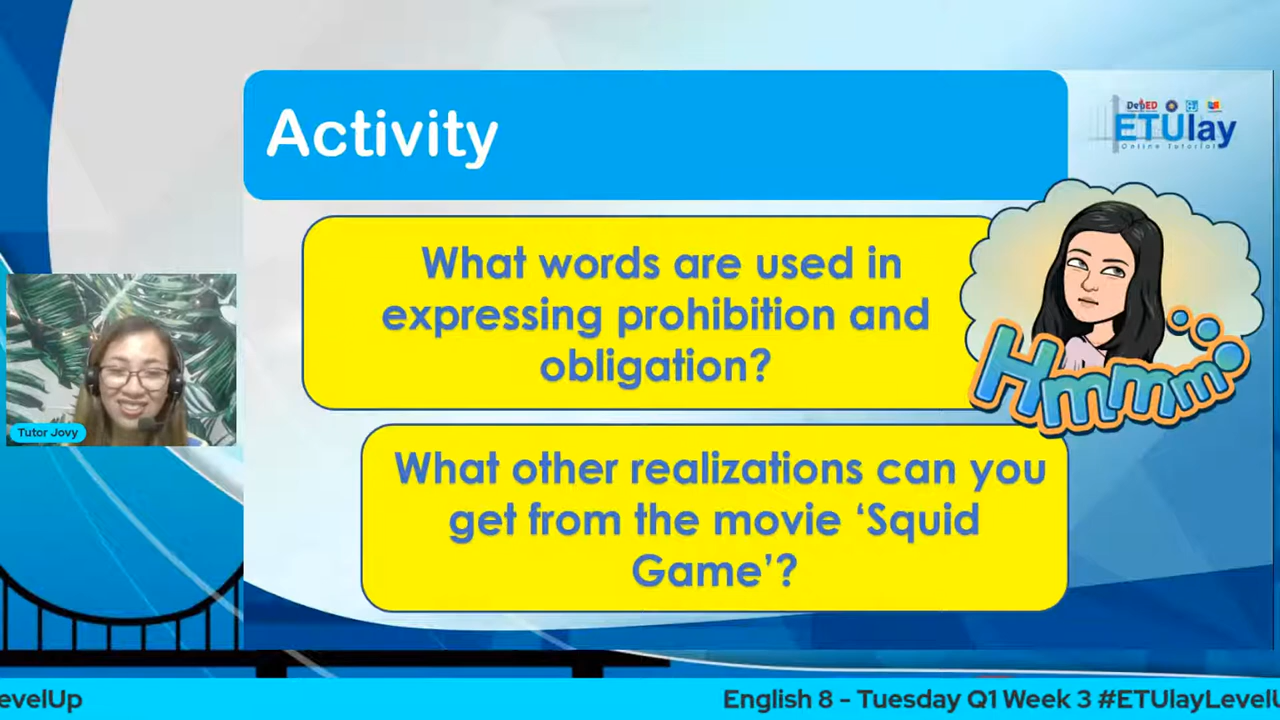 Activity
DepED
ETUlay
Online Tutorial
What words are used in
expressing prohibition and
obligation?
Hmmm
What other realizations can you
get from the movie ‘Squid
Game’?
Tutor Jovy
evelUp
English 8 - Tuesday Q1 Week 3 #ETUlayLevelU